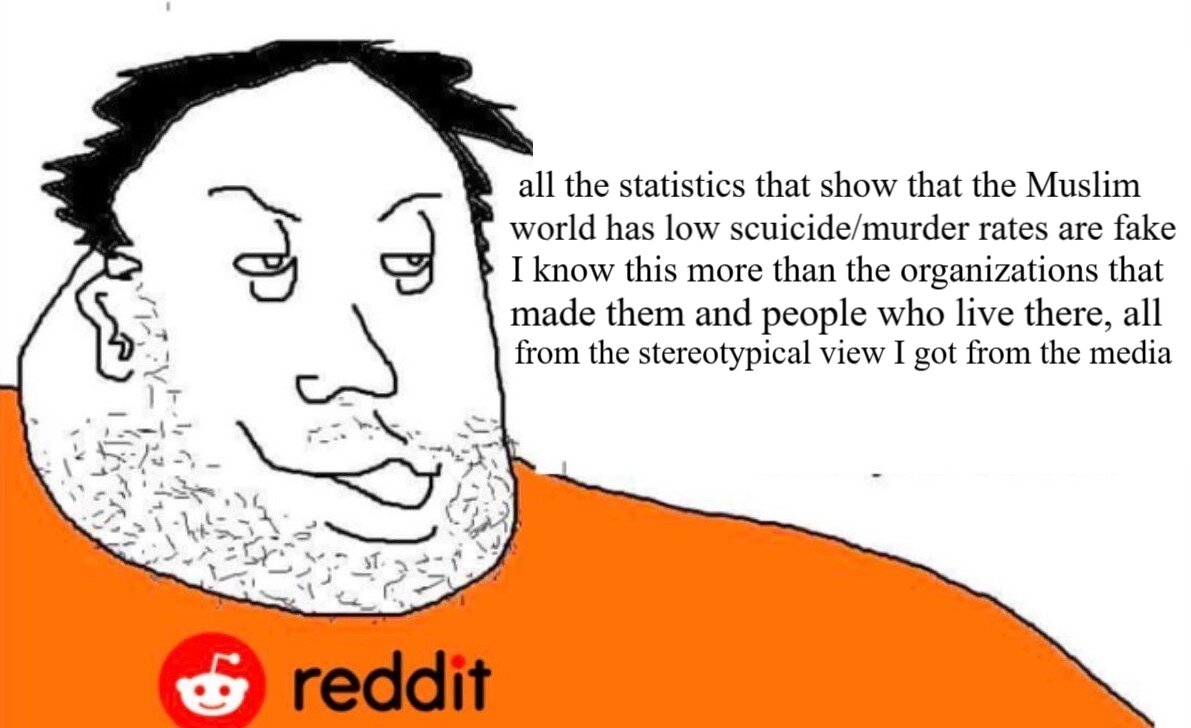 all the statistics that show that the Muslim
world has low scuicide/murder rates are fake
I know this more than the organizations that
made them and people who live there, all
from the stereotypical view I got from the media
reddit